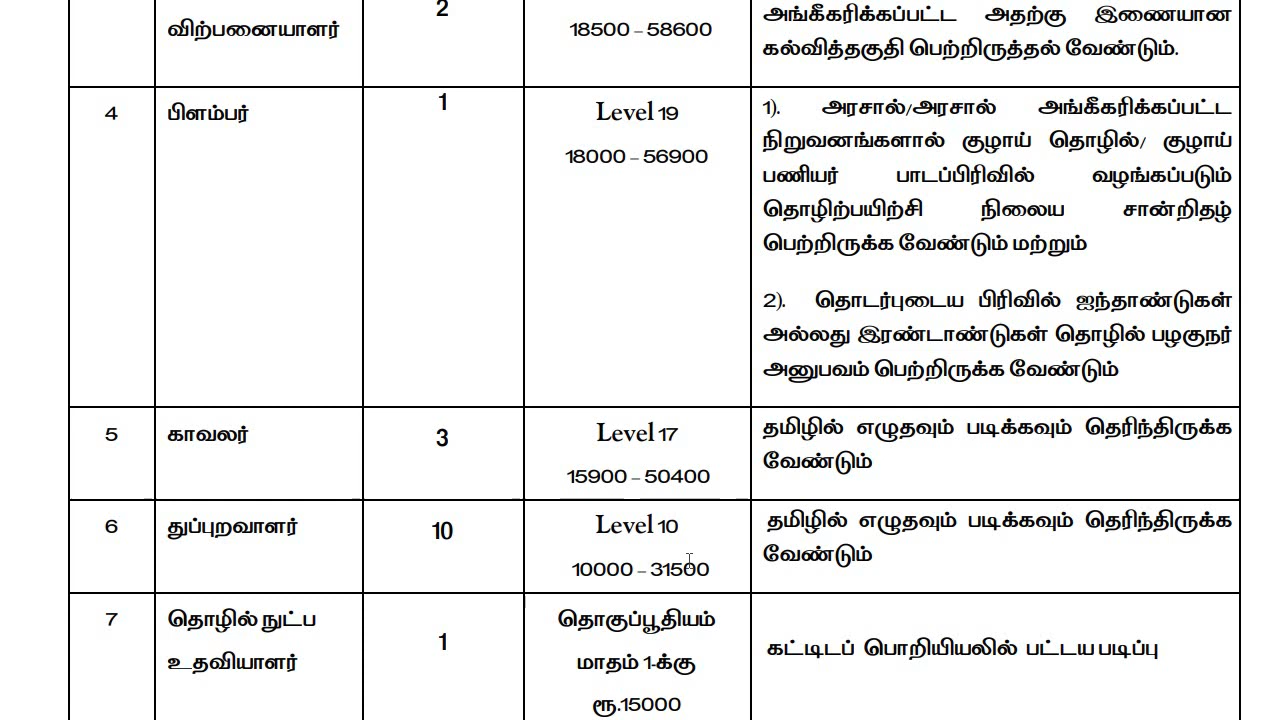 விற்பனையாளர்
2
18500 – 58600
அங்கீகரிக்கப்பட்ட அதற்கு இணையான
கல்வித்தகுதி பெற்றிருத்தல் வேண்டும்.
4
பிளம்பர்
1
Level 19
18000 – 56900
1). அரசால்/அரசால் அங்கீகரிக்கப்பட்ட
நிறுவனங்களால் குழாய் தொழில்/ குழாய்
பணியர் பாடப்பிரிவில் வழங்கப்படும்
தொழிற்பயிற்சி நிலைய சான்றிதழ்
பெற்றிருக்க வேண்டும் மற்றும்
2). தொடர்புடைய பிரிவில் ஐந்தாண்டுகள்
அல்லது இரண்டாண்டுகள் தொழில் பழகுநர்
அனுபவம் பெற்றிருக்க வேண்டும்
5
காவலர்
3
Level 17
15900 – 50400
தமிழில் எழுதவும் படிக்கவும் தெரிந்திருக்க
வேண்டும்
6
துப்புறவாளர்
10
Level 10
10000 – 31500
தமிழில் எழுதவும் படிக்கவும் தெரிந்திருக்க
வேண்டும்
7
தொழில் நுட்ப
உதவியாளர்
1
தொகுப்பூதியம்
மாதம் 1-க்கு
ரூ.15000
கட்டிடப் பொறியியலில் பட்டய படிப்பு